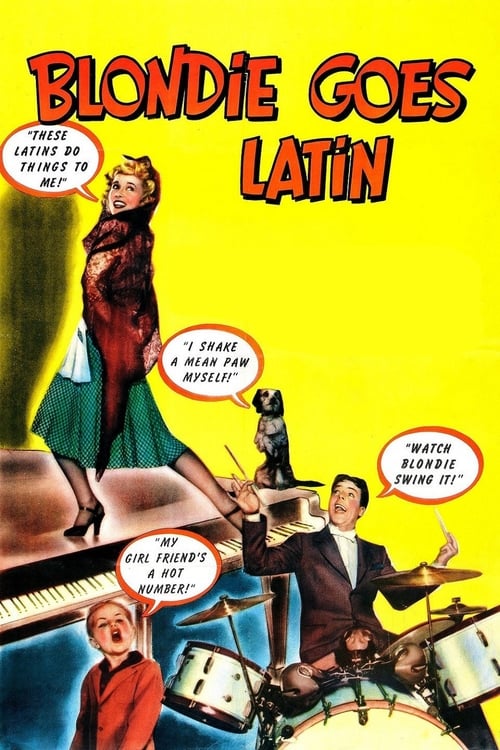 BLONDiE GOES
LATiN
"THESE
LATINS DO
THINGS TO
ME!"
"I SHAKE
A MEAN PAW
MYSELF!"
"WATCH
BLONDIE
SWING IT!"
"MY
GIRL FRIEND'S
A HOT
NUMBER!"